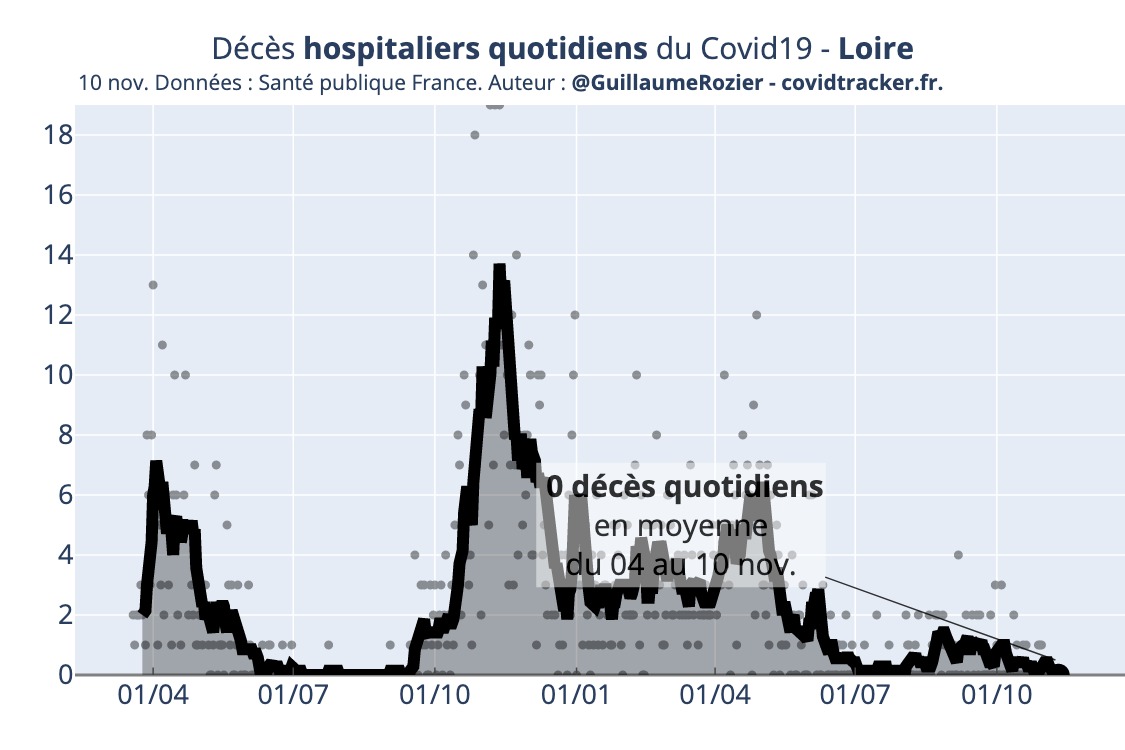 Décès hospitaliers quotidiens du Covid19 - Loire
10 nov. Données : Santé publique France. Auteur : @GuillaumeRozier - covidtracker.fr.
18
16
14
12
10
8
6
4
2
0
0 décès quotidiens
en moyenne
du 04 au 10 nov.
01/04 01/07 01/10 01/01 01/04 01/07 01/10